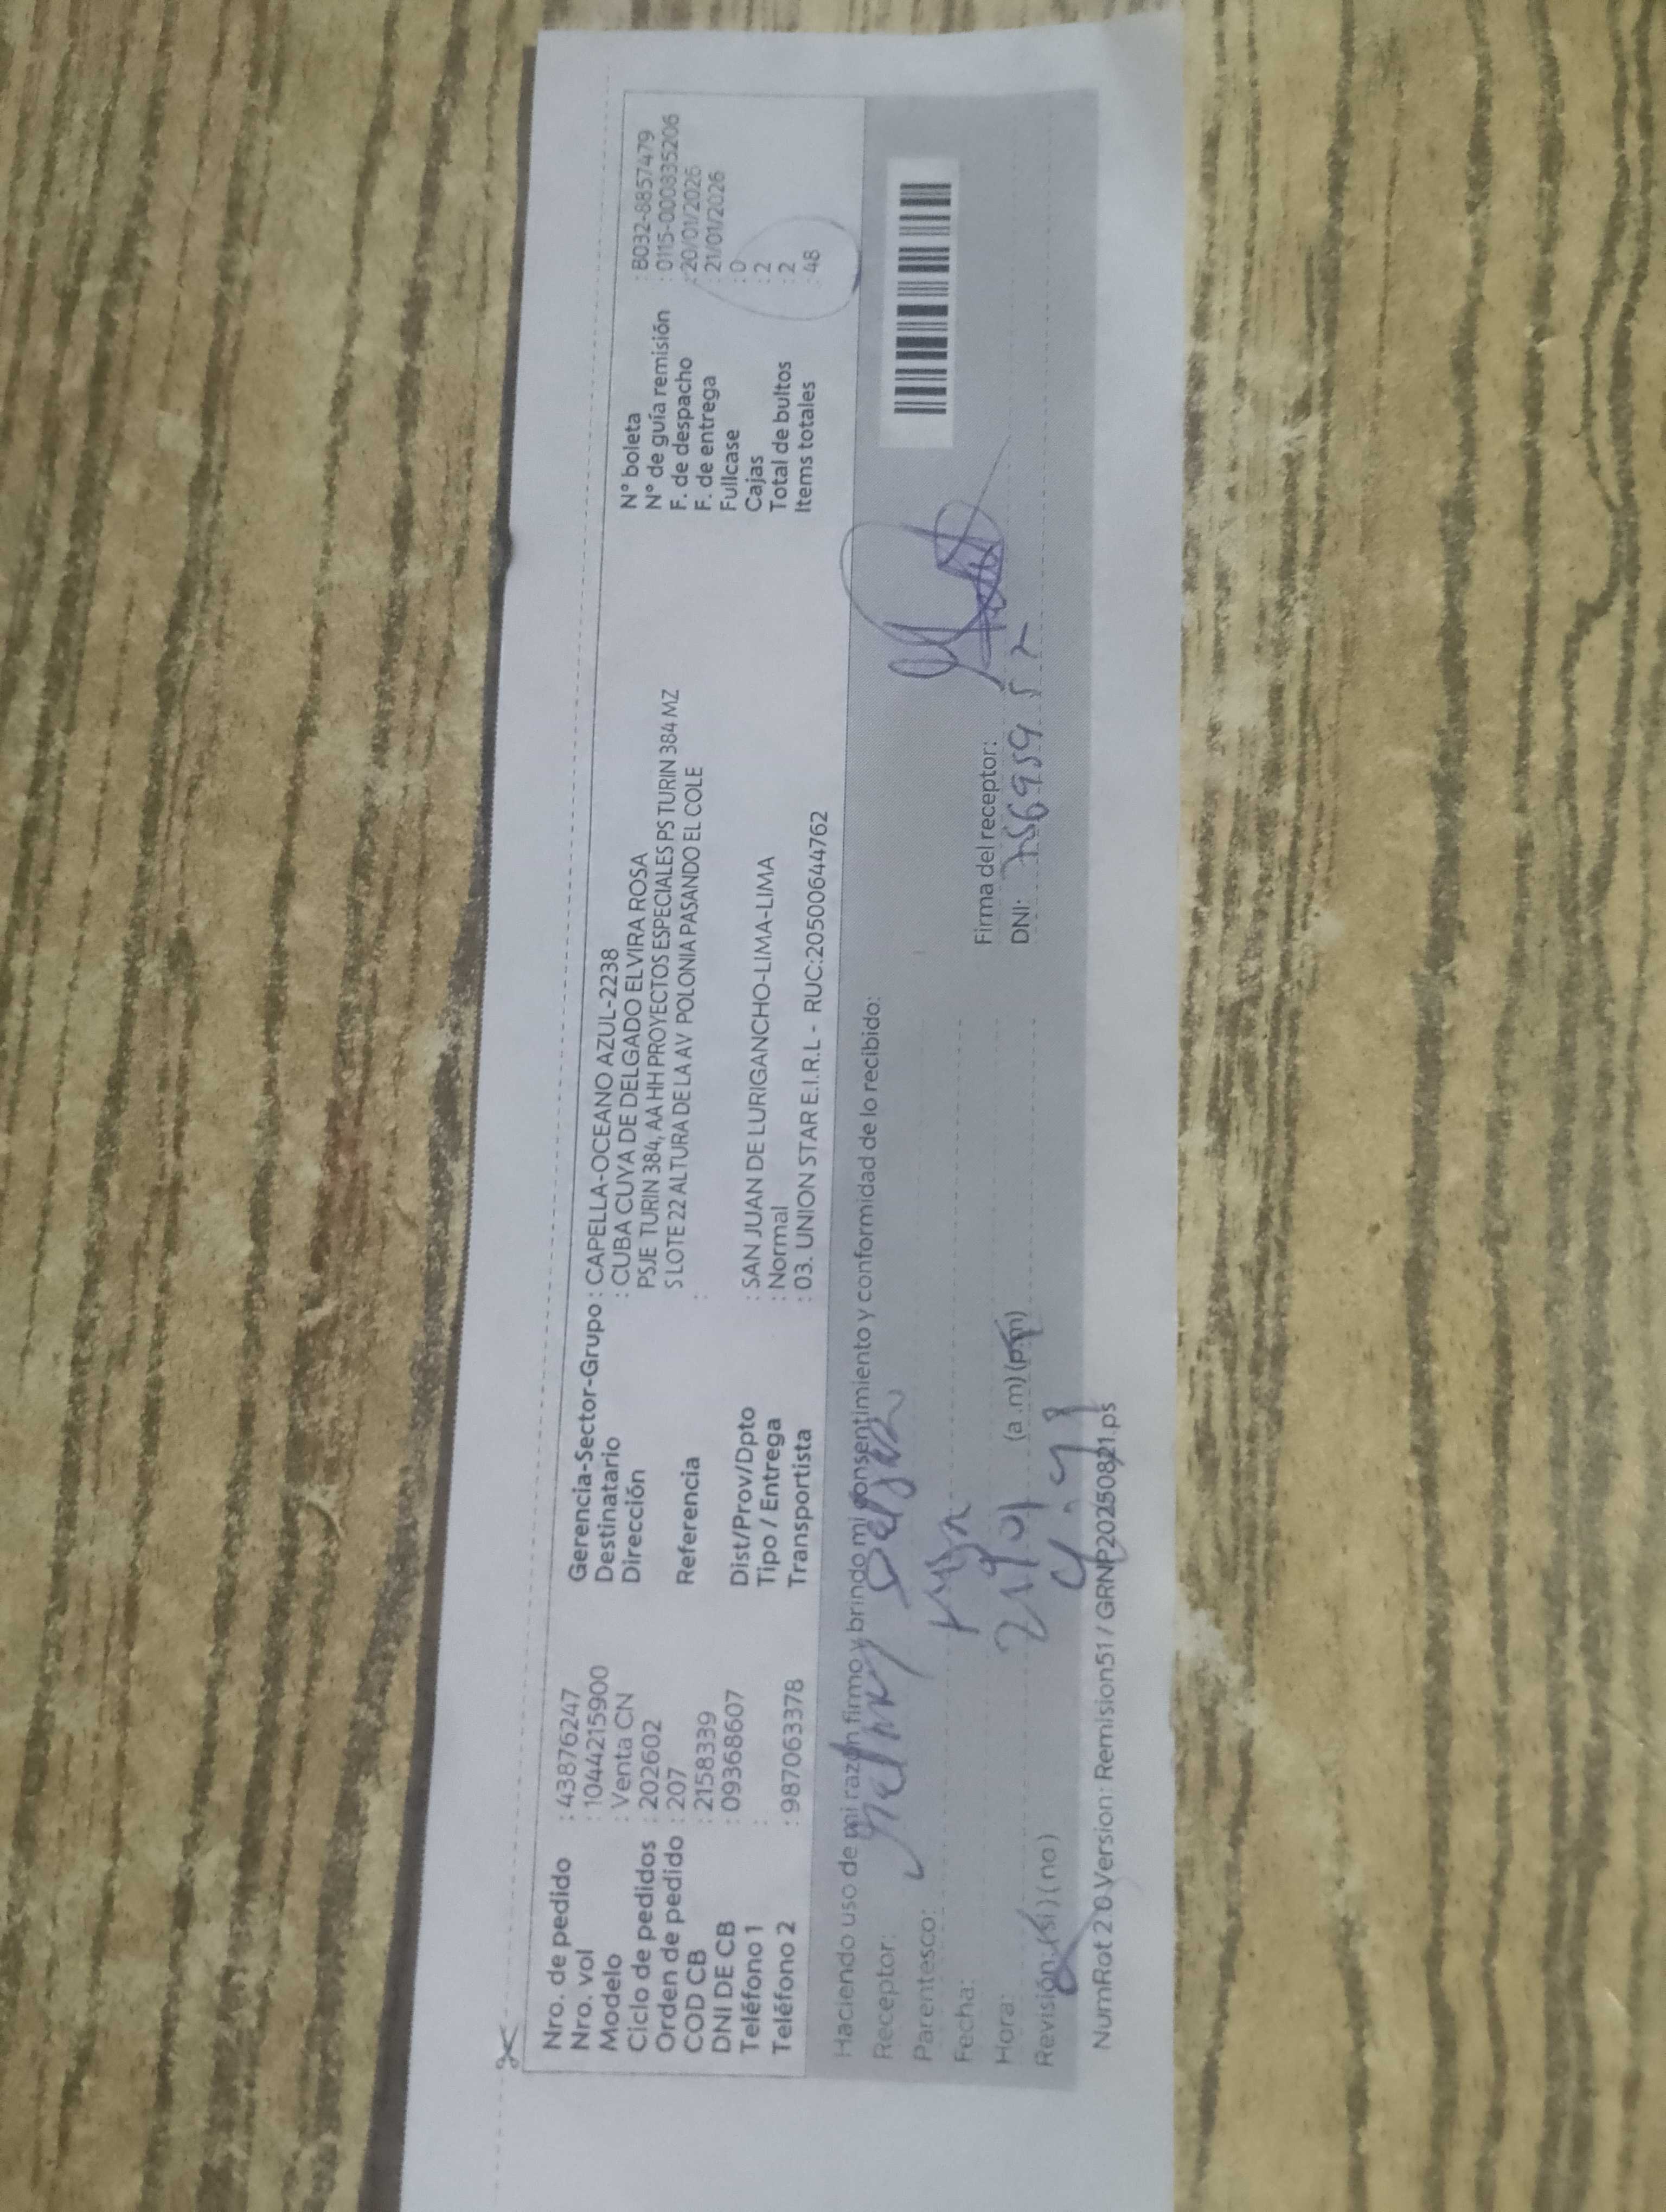 Nro. de pedido : 43876247
Nro. vol : 1044215900
Modelo : Venta CN
Ciclo de pedidos : 202602
Orden de pedido : 207
COD CB : 2158339
DNI DE CB : 09368607
Teléfono 1 :
Teléfono 2 : 987063378
Gerencia-Sector-Grupo : CAPELLA-OCEANO AZUL-2238
Destinatario : CUBA CUYA DE DELGADO ELVIRA ROSA
Dirección PSJE TURIN 384, AA HH PROYECTOS ESPECIALES PS TURIN 384 MZ
S LOTE 22 ALTURA DE LA AV POLONIA PASANDO EL COLE
Referencia :
Dist/Prov/Dpto : SAN JUAN DE LURIGANCHO-LIMA-LIMA
Tipo / Entrega : Normal
Transportista : 03. UNION STAR E.I.R.L - RUC:20500644762
N° boleta : B032-8857479
N° de guía remisión : 0115-0008335206
F. de despacho : 20/01/2026
F. de entrega : 21/01/2026
Fullcase : 0
Cajas : 2
Total de bultos : 2
Items totales : 48
Haciendo uso de mi razón firmo y brindo mi consentimiento y conformidad de lo recibido:
Receptor:
Parentesco:
Fecha:
Hora: (a .m) (p.m)
Revisión: (si) (no)
Firma del receptor:
DNI:
NumRot 2.0 Version: Remision51 / GRNP20250821.ps